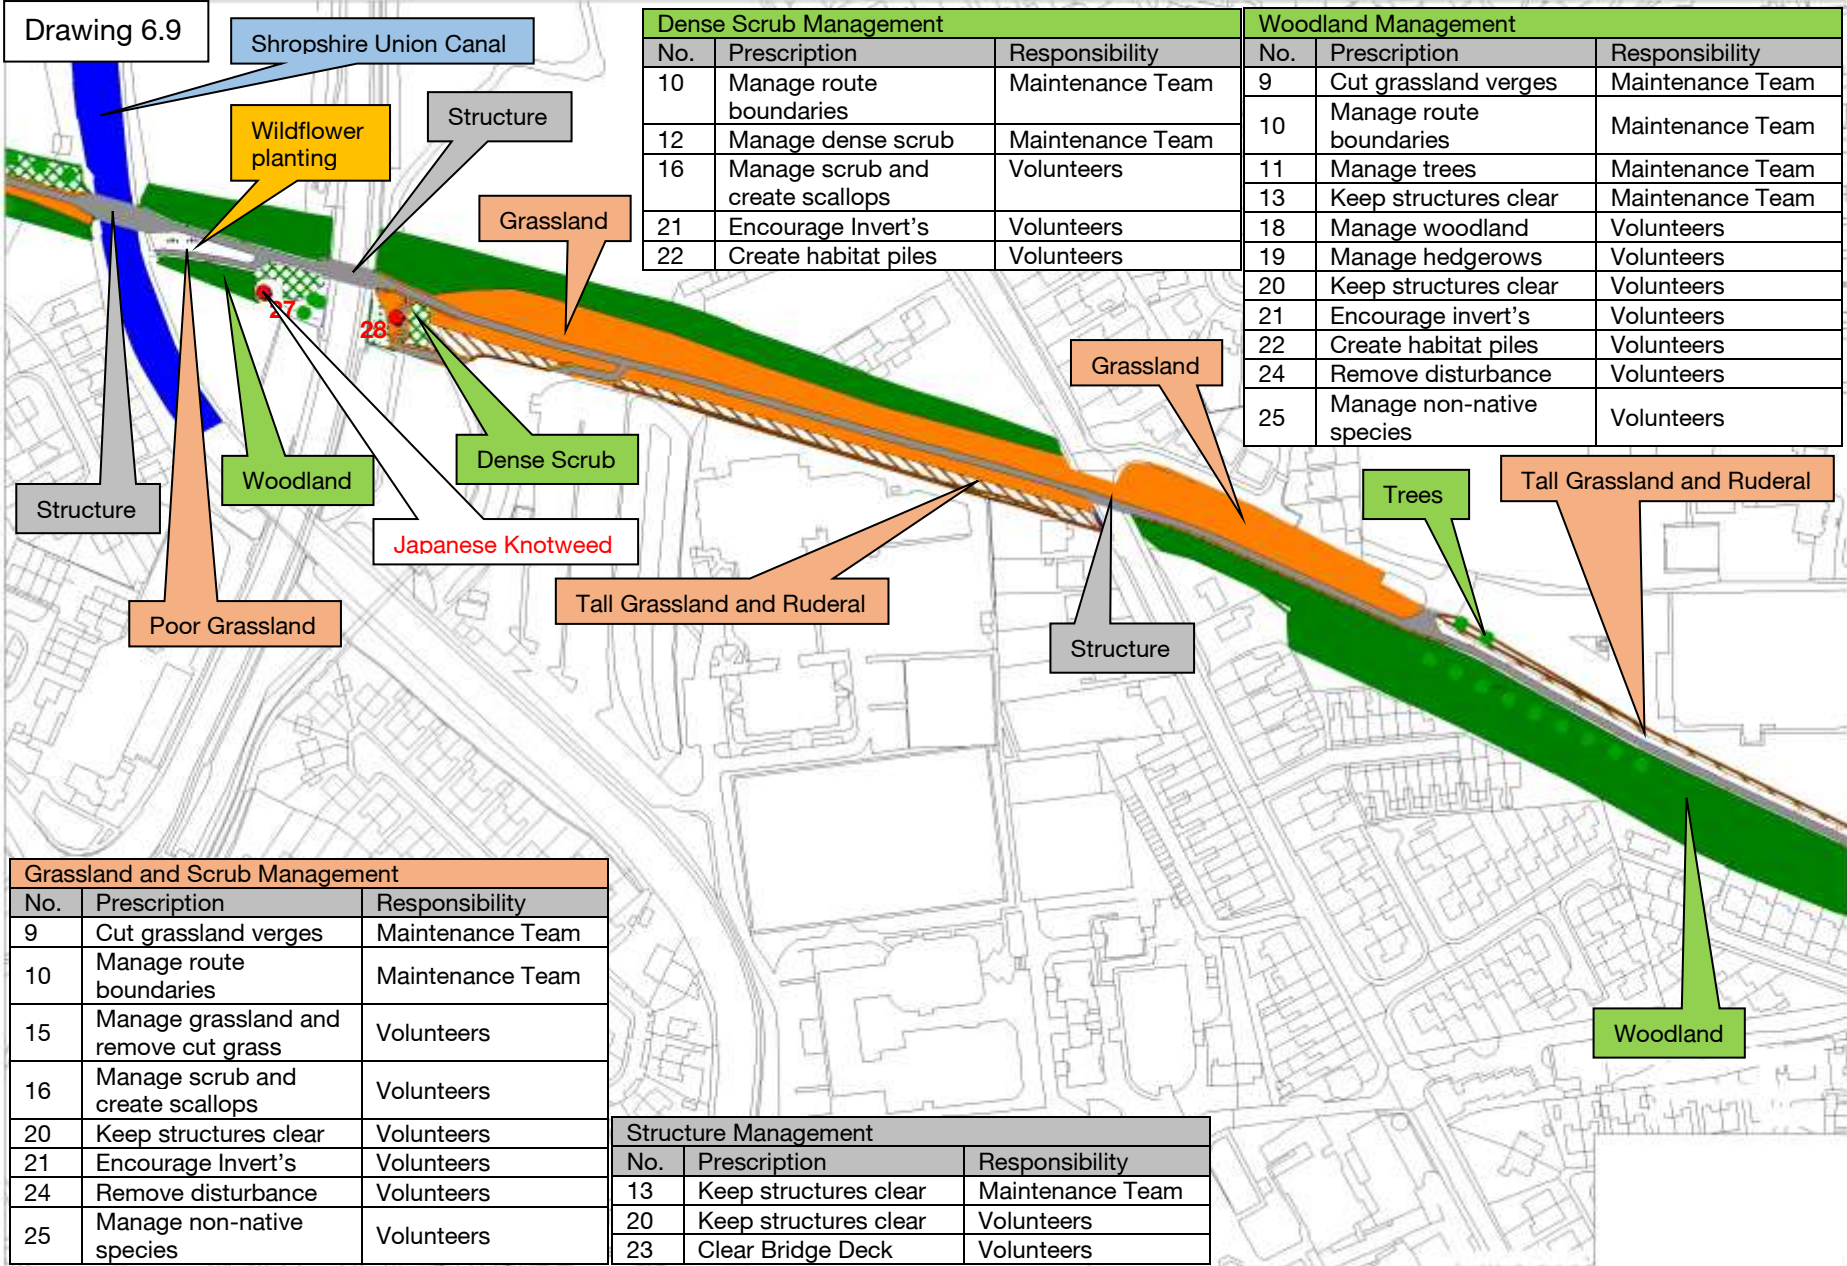 Drawing 6.9
Shropshire Union Canal
Wildflower
planting
Structure
Grassland
27
28
Dense Scrub
Woodland
Structure
Japanese Knotweed
Poor Grassland
Tall Grassland and Ruderal
Grassland
Structure
Trees
Tall Grassland and Ruderal
Woodland
Dense Scrub Management
No. Prescription Responsibility
10 Manage route
boundaries Maintenance Team
12 Manage dense scrub Maintenance Team
16 Manage scrub and
create scallops Volunteers
21 Encourage Invert's Volunteers
22 Create habitat piles Volunteers
Woodland Management
No. Prescription Responsibility
9 Cut grassland verges Maintenance Team
10 Manage route
boundaries Maintenance Team
11 Manage trees Maintenance Team
13 Keep structures clear Maintenance Team
18 Manage woodland Volunteers
19 Manage hedgerows Volunteers
20 Keep structures clear Volunteers
21 Encourage invert's Volunteers
22 Create habitat piles Volunteers
24 Remove disturbance Volunteers
25 Manage non-native
species Volunteers
Grassland and Scrub Management
No. Prescription Responsibility
9 Cut grassland verges Maintenance Team
10 Manage route
boundaries Maintenance Team
15 Manage grassland and
remove cut grass Volunteers
16 Manage scrub and
create scallops Volunteers
20 Keep structures clear Volunteers
21 Encourage Invert's Volunteers
24 Remove disturbance Volunteers
25 Manage non-native
species Volunteers
Structure Management
No. Prescription Responsibility
13 Keep structures clear Maintenance Team
20 Keep structures clear Volunteers
23 Clear Bridge Deck Volunteers